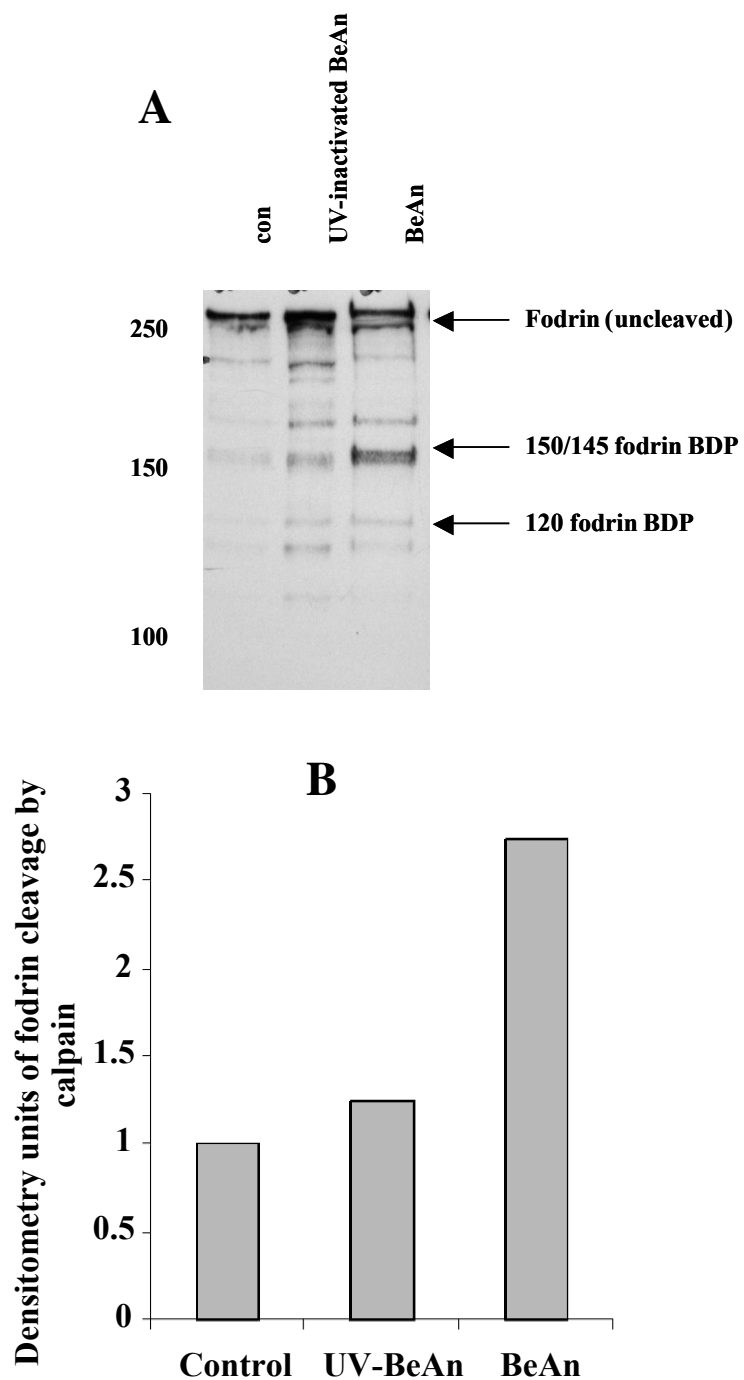 A
con
UV-inactivated BeAn
BeAn
250
Fodrin (uncleaved)
150/145 fodrin BDP
150
120 fodrin BDP
100
B
Densitometry units of fodrin cleavage by
calpain
3
2.5
2
1.5
1
0.5
0
Control
UV-BeAn
BeAn